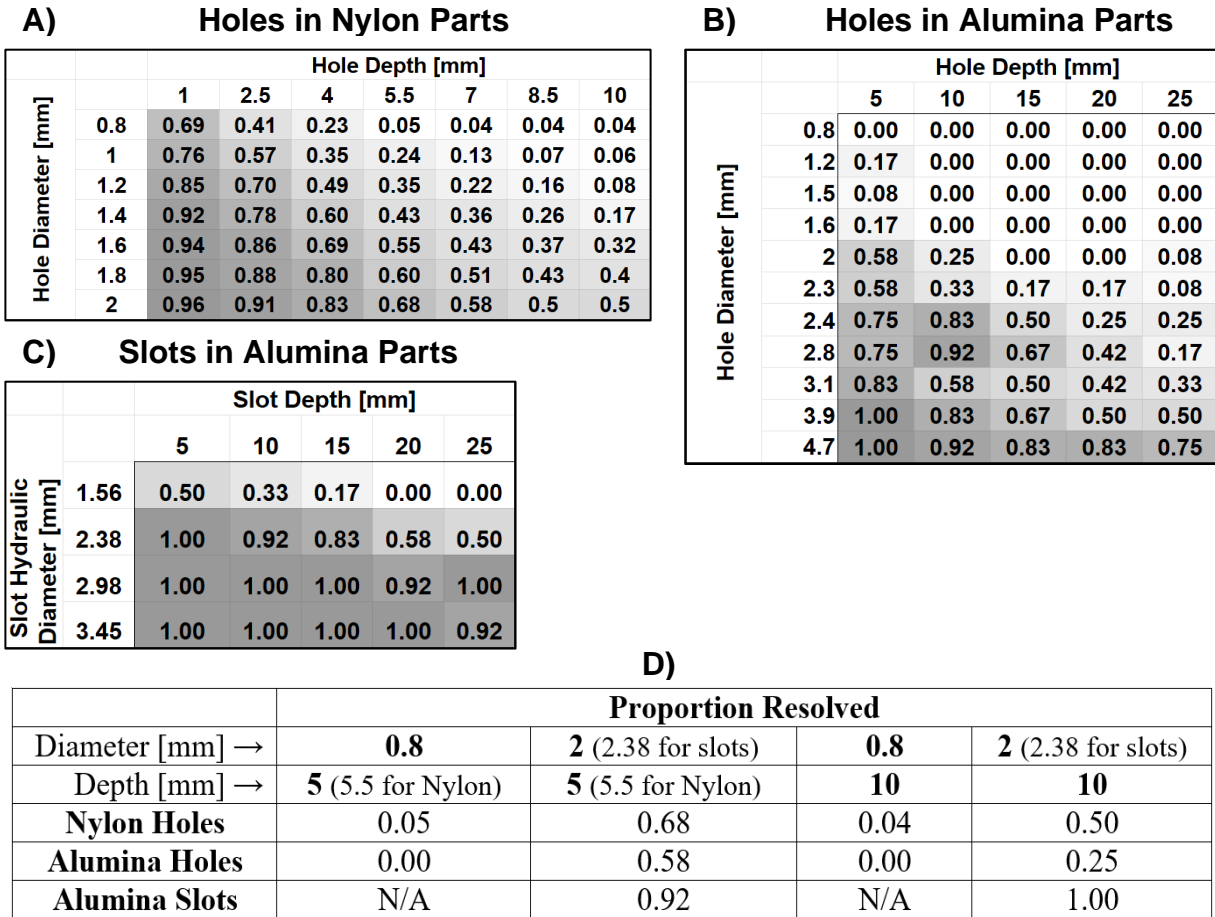 A) Holes in Nylon Parts
Hole Depth [mm]
1 2.5 4 5.5 7 8.5 10
Hole Diameter [mm]
0.8 0.69 0.41 0.23 0.05 0.04 0.04 0.04
1 0.76 0.57 0.35 0.24 0.13 0.07 0.06
1.2 0.85 0.70 0.49 0.35 0.22 0.16 0.08
1.4 0.92 0.78 0.60 0.43 0.36 0.26 0.17
1.6 0.94 0.86 0.69 0.55 0.43 0.37 0.32
1.8 0.95 0.88 0.80 0.60 0.51 0.43 0.4
2 0.96 0.91 0.83 0.68 0.58 0.5 0.5
B) Holes in Alumina Parts
Hole Depth [mm]
5 10 15 20 25
Hole Diameter [mm]
0.8 0.00 0.00 0.00 0.00 0.00
1.2 0.17 0.00 0.00 0.00 0.00
1.5 0.08 0.00 0.00 0.00 0.00
1.6 0.17 0.00 0.00 0.00 0.00
2 0.58 0.25 0.00 0.00 0.08
2.3 0.58 0.33 0.17 0.17 0.08
2.4 0.75 0.83 0.50 0.25 0.25
2.8 0.75 0.92 0.67 0.42 0.17
3.1 0.83 0.58 0.50 0.42 0.33
3.9 1.00 0.83 0.67 0.50 0.50
4.7 1.00 0.92 0.83 0.83 0.75
C) Slots in Alumina Parts
Slot Depth [mm]
5 10 15 20 25
Slot Hydraulic
Diameter [mm]
1.56 0.50 0.33 0.17 0.00 0.00
2.38 1.00 0.92 0.83 0.58 0.50
2.98 1.00 1.00 1.00 0.92 1.00
3.45 1.00 1.00 1.00 1.00 0.92
D)
Proportion Resolved
Diameter [mm] → 0.8 2 (2.38 for slots) 0.8 2 (2.38 for slots)
Depth [mm] → 5 (5.5 for Nylon) 5 (5.5 for Nylon) 10 10
Nylon Holes 0.05 0.68 0.04 0.50
Alumina Holes 0.00 0.58 0.00 0.25
Alumina Slots N/A 0.92 N/A 1.00